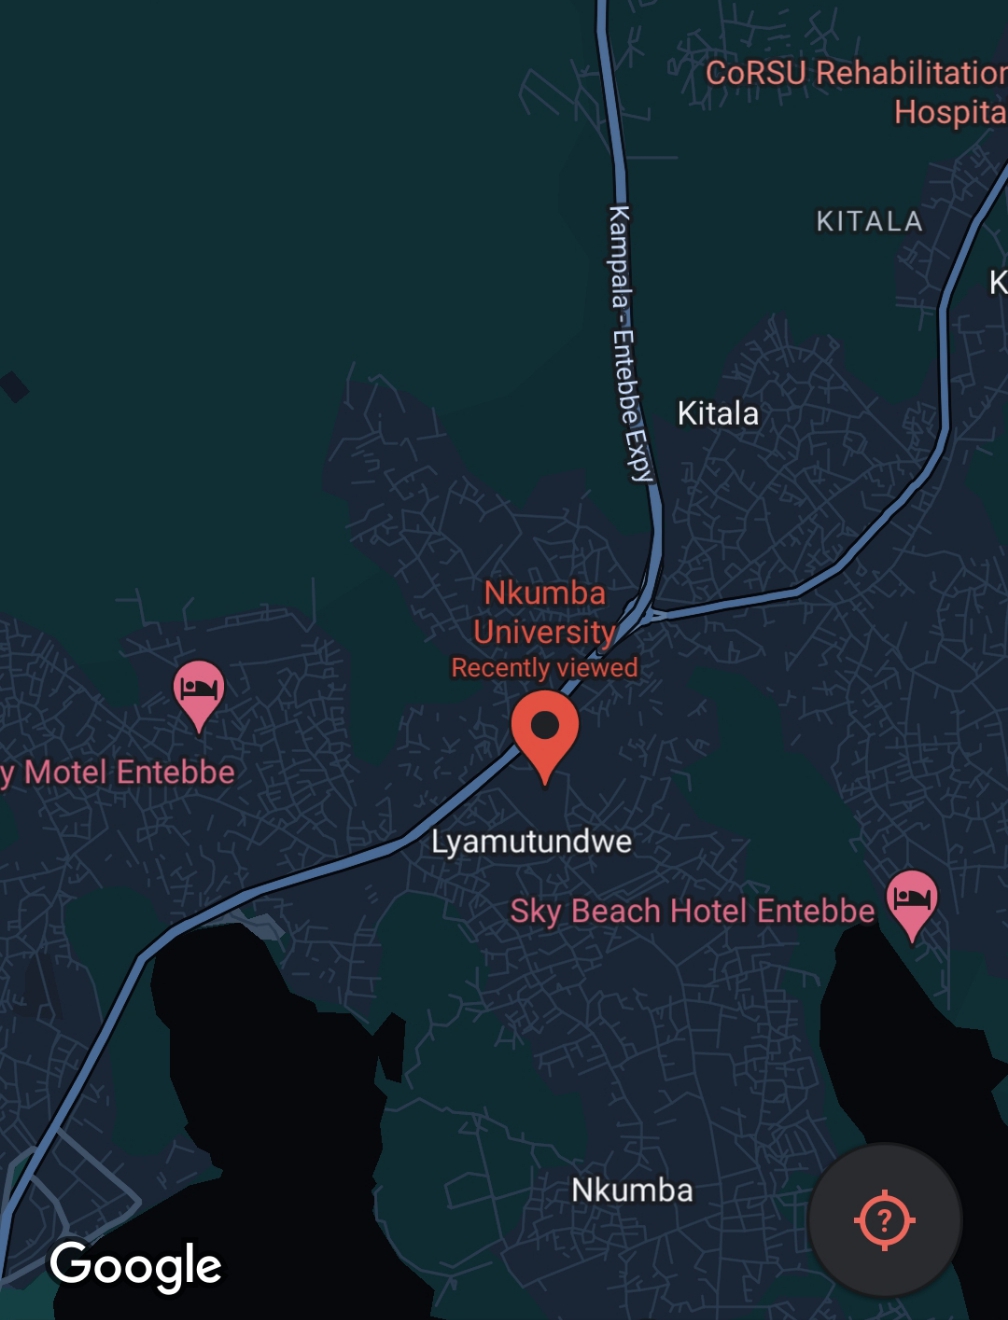 CoRSU Rehabilitation
Hospita
KITALA
K
Kampala - Entebbe Expy
Kitala
Nkumba
University
Recently viewed
y Motel Entebbe
Lyamutundwe
Sky Beach Hotel Entebbe
Nkumba
?
Google